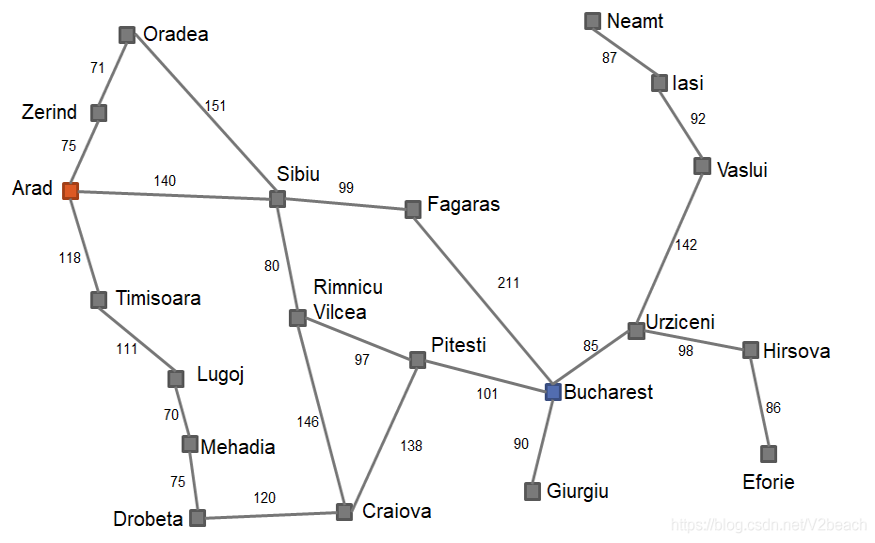 Oradea
Neamt
71
87
Iasi
151
Zerind
92
75
Sibiu
Vaslui
Arad
140
99
Fagaras
118
80
142
Rimnicu
Vilcea
211
Timisoara
Urziceni
111
97
Pitesti
85
98
Hirsova
Lugoj
101
Bucharest
70
146
86
Mehadia
138
90
75
120
Giurgiu
Eforie
Drobeta
Craiova
https://blog.csdn.net/V2beach